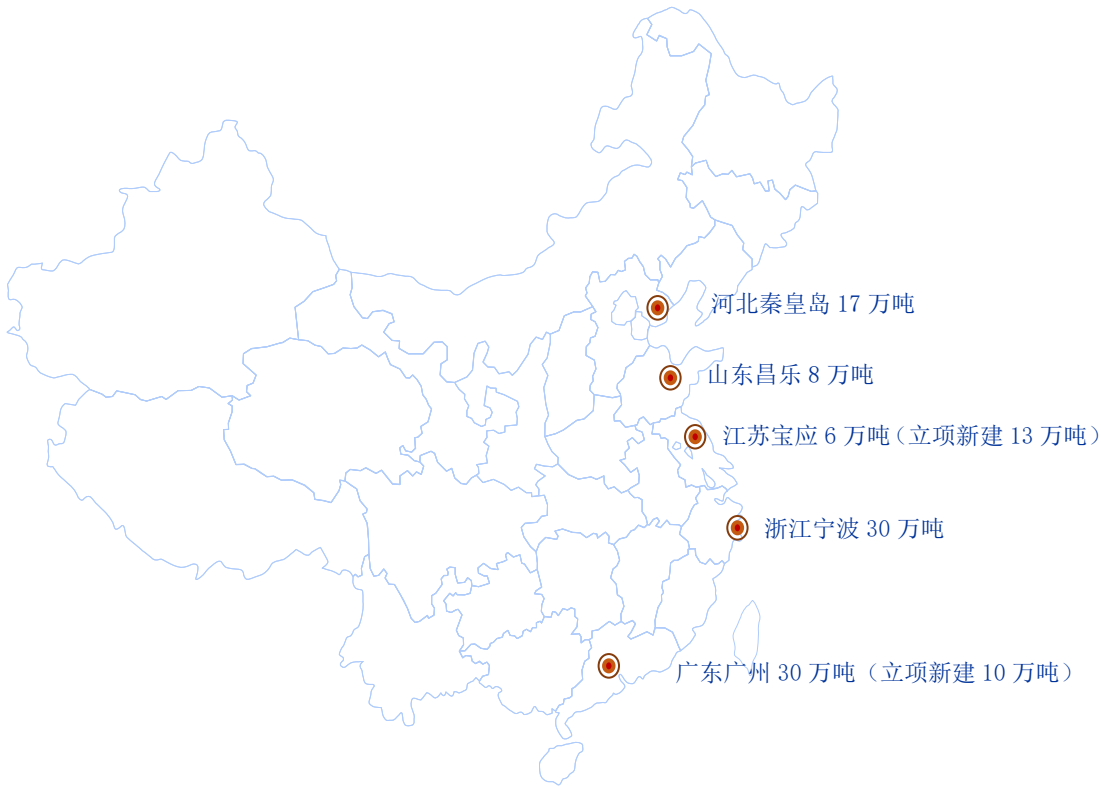 河北秦皇岛 17 万吨
山东昌乐 8 万吨
江苏宝应 6 万吨（立项新建 13 万吨）
浙江宁波 30 万吨
广东广州 30 万吨（立项新建 10 万吨）